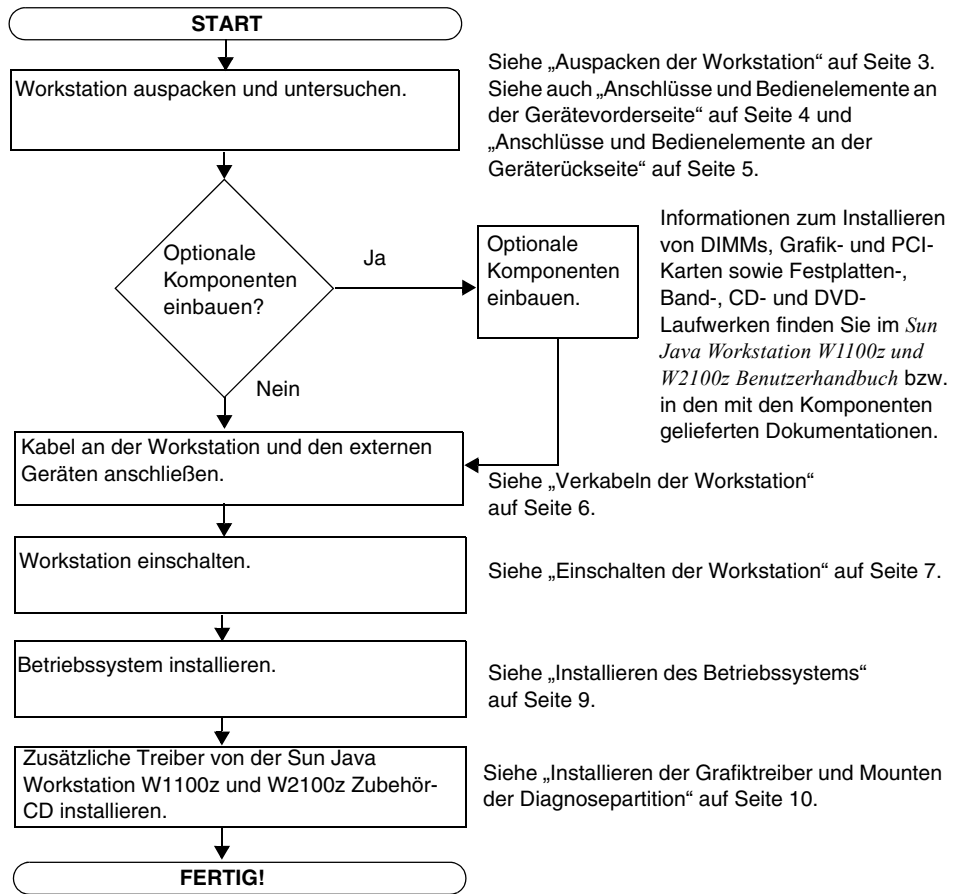 START
Workstation auspacken und untersuchen.
Siehe „Auspacken der Workstation“ auf Seite 3.
Siehe auch „Anschlüsse und Bedienelemente an
der Gerätevorderseite“ auf Seite 4 und
„Anschlüsse und Bedienelemente an der
Geräterückseite“ auf Seite 5.
Optionale
Komponenten
einbauen?
Ja
Optionale
Komponenten
einbauen.
Informationen zum Installieren
von DIMMs, Grafik- und PCI-
Karten sowie Festplatten-,
Band-, CD- und DVD-
Laufwerken finden Sie im Sun
Java Workstation W1100z und
W2100z Benutzerhandbuch bzw.
in den mit den Komponenten
gelieferten Dokumentationen.
Nein
Kabel an der Workstation und den externen
Geräten anschließen.
Siehe „Verkabeln der Workstation“
auf Seite 6.
Workstation einschalten.
Siehe „Einschalten der Workstation“ auf Seite 7.
Betriebssystem installieren.
Siehe „Installieren des Betriebssystems“
auf Seite 9.
Zusätzliche Treiber von der Sun Java
Workstation W1100z und W2100z Zubehör-
CD installieren.
Siehe „Installieren der Grafiktreiber und Mounten
der Diagnosepartition“ auf Seite 10.
FERTIG!